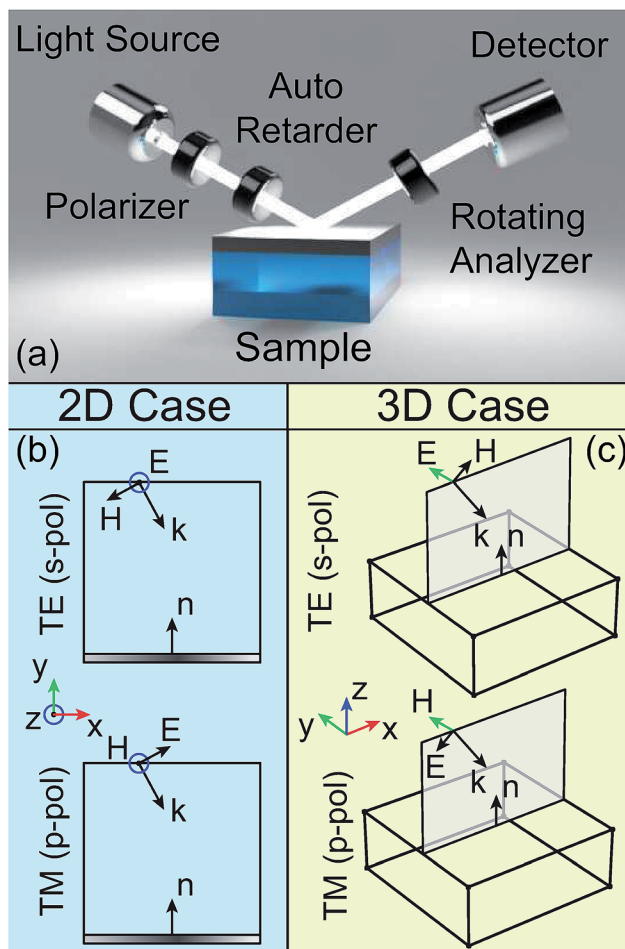 Light Source
Detector
Auto
Retarder
Polarizer
Rotating
Analyzer
Sample
(a)
2D Case
3D Case
(b)
E
H
k
n
TE (s-pol)
y
z
x
H
E
k
n
TM (p-pol)
(c)
E
H
k
n
TE (s-pol)
z
y
x
H
E
k
n
TM (p-pol)